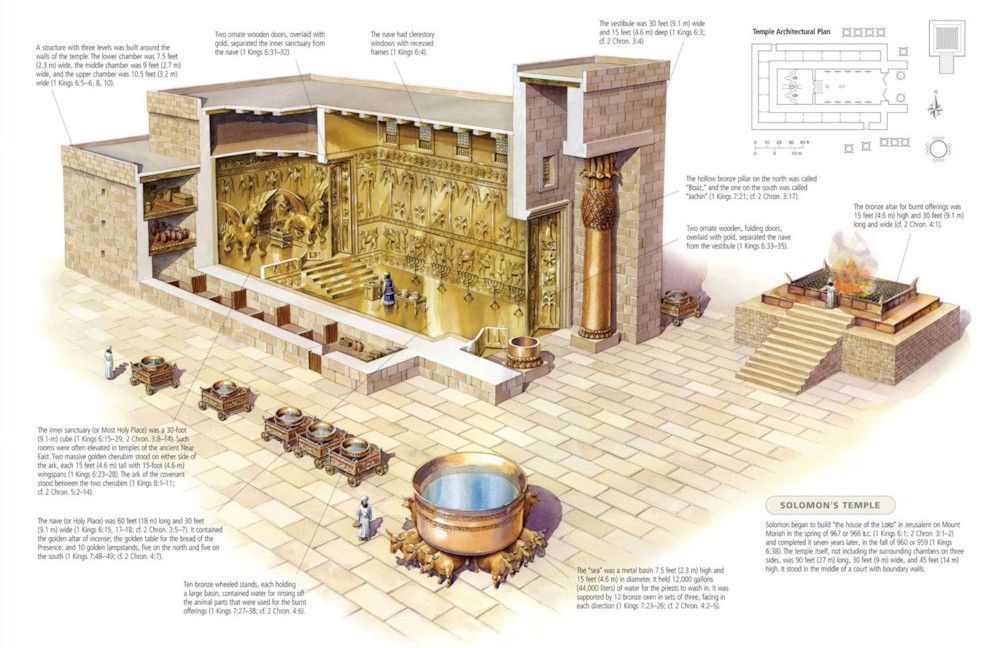 A structure with three levels was built around the
walls of the temple. The lower chamber was 7.5 feet
(2.3 m) wide, the middle chamber was 9 feet (2.7
m) wide, and the upper chamber was 10.5 feet (3.2 m)
wide (1 Kings 6:5–6, 8, 10).
Two ornate wooden doors, overlaid with
gold, separated the inner sanctuary from
the nave (1 Kings 6:31–32).
The nave had clerestory
windows with recessed
frames (1 Kings 6:4).
The vestibule was 30 feet (9.1 m) wide
and 15 feet (4.6 m) deep (1 Kings 6:3;
cf. 2 Chron. 3:4)
Temple Architectural Plan
N
0 10 20 30 40 ft
0 5 10 m
The hollow bronze pillar on the north was called
"Boaz," and the one on the south was called
"Jachin" (1 Kings 7:21; cf. 2 Chron. 3:17).
Two ornate wooden, folding doors,
overlaid with gold, separated the nave
from the vestibule (1 Kings 6:33–35).
The bronze altar for burnt offerings was
15 feet (4.6 m) high and 30 feet (9.1 m)
long and wide (cf. 2 Chron. 4:1).
The inner sanctuary (or Most Holy Place) was a 30-foot
(9.1-m) cube (1 Kings 6:15–29; 2 Chron. 3:8–14). Such
rooms were often elevated in temples of the ancient Near
East. Two massive golden cherubim stood on either side of
the ark, each 15 feet (4.6 m) tall with 15-foot (4.6-m)
wingspans (1 Kings 6:23–28). The ark of the covenant
stood between the two cherubim (1 Kings 8:1–11;
cf. 2 Chron. 5:2–14).
The nave (or Holy Place) was 60 feet (18 m) long and 30 feet
(9.1 m) wide (1 Kings 6:15, 17–18; cf. 2 Chron. 3:5–7). It contained
the golden altar of incense; the golden table for the bread of the
Presence; and 10 golden lampstands, five on the north and five on
the south (1 Kings 7:48–49; cf. 2 Chron. 4:7).
Ten bronze wheeled stands, each holding
a large basin, contained water for rinsing off
the animal parts that were used for the burnt
offerings (1 Kings 7:27–38; cf. 2 Chron. 4:6).
The "sea" was a metal basin 7.5 feet (2.3 m) high and
15 feet (4.6 m) in diameter. It held 12,000 gallons
(44,000 liters) of water for the priests to wash in. It was
supported by 12 bronze oxen in sets of three, facing in
each direction (1 Kings 7:23–26; cf. 2 Chron. 4:2–5).
SOLOMON'S TEMPLE
Solomon began to build "the house of the LORD" in Jerusalem on Mount
Moriah in the spring of 967 or 966 B.C. (1 Kings 6:1; 2 Chron. 3:1–2)
and completed it seven years later, in the fall of 960 or 959 (1 Kings
6:38). The temple itself, not including the surrounding chambers on three
sides, was 90 feet (27 m) long, 30 feet (9 m) wide, and 45 feet (14 m)
high. It stood in the middle of a court with boundary walls.